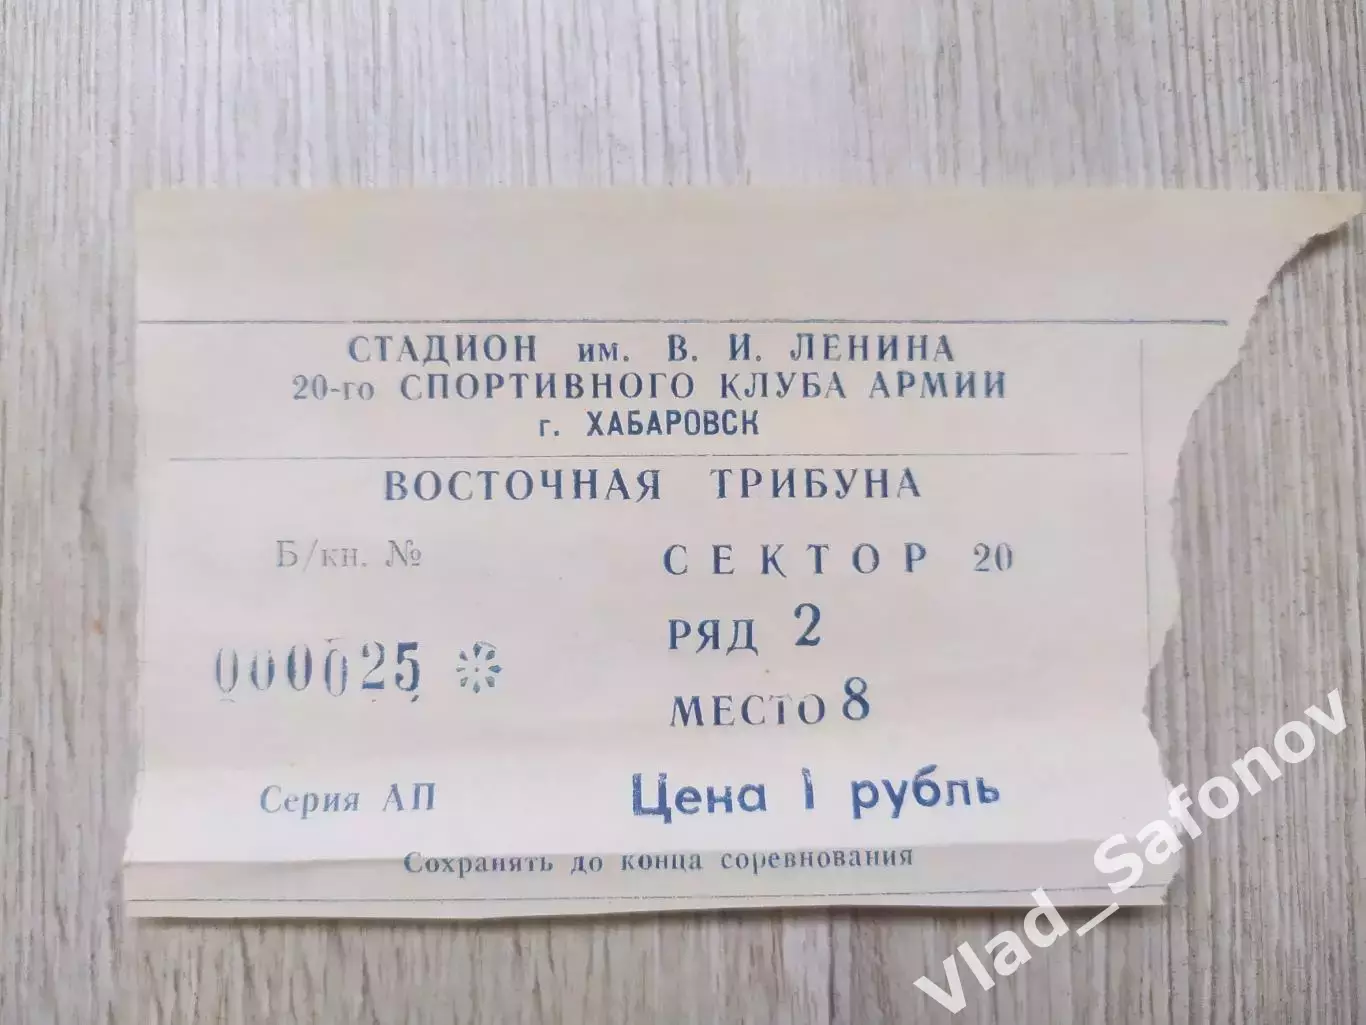 СТАДИОН им. В. И. ЛЕНИНА
20-го СПОРТИВНОГО КЛУБА АРМИИ
г. ХАБАРОВСК
ВОСТОЧНАЯ ТРИБУНА
Б/кн. №
СЕКТОР 20
РЯД 2
000025
МЕСТО 8
Серия АП
Цена 1 рубль
Сохранять до конца соревнования
Vlad_Safonov